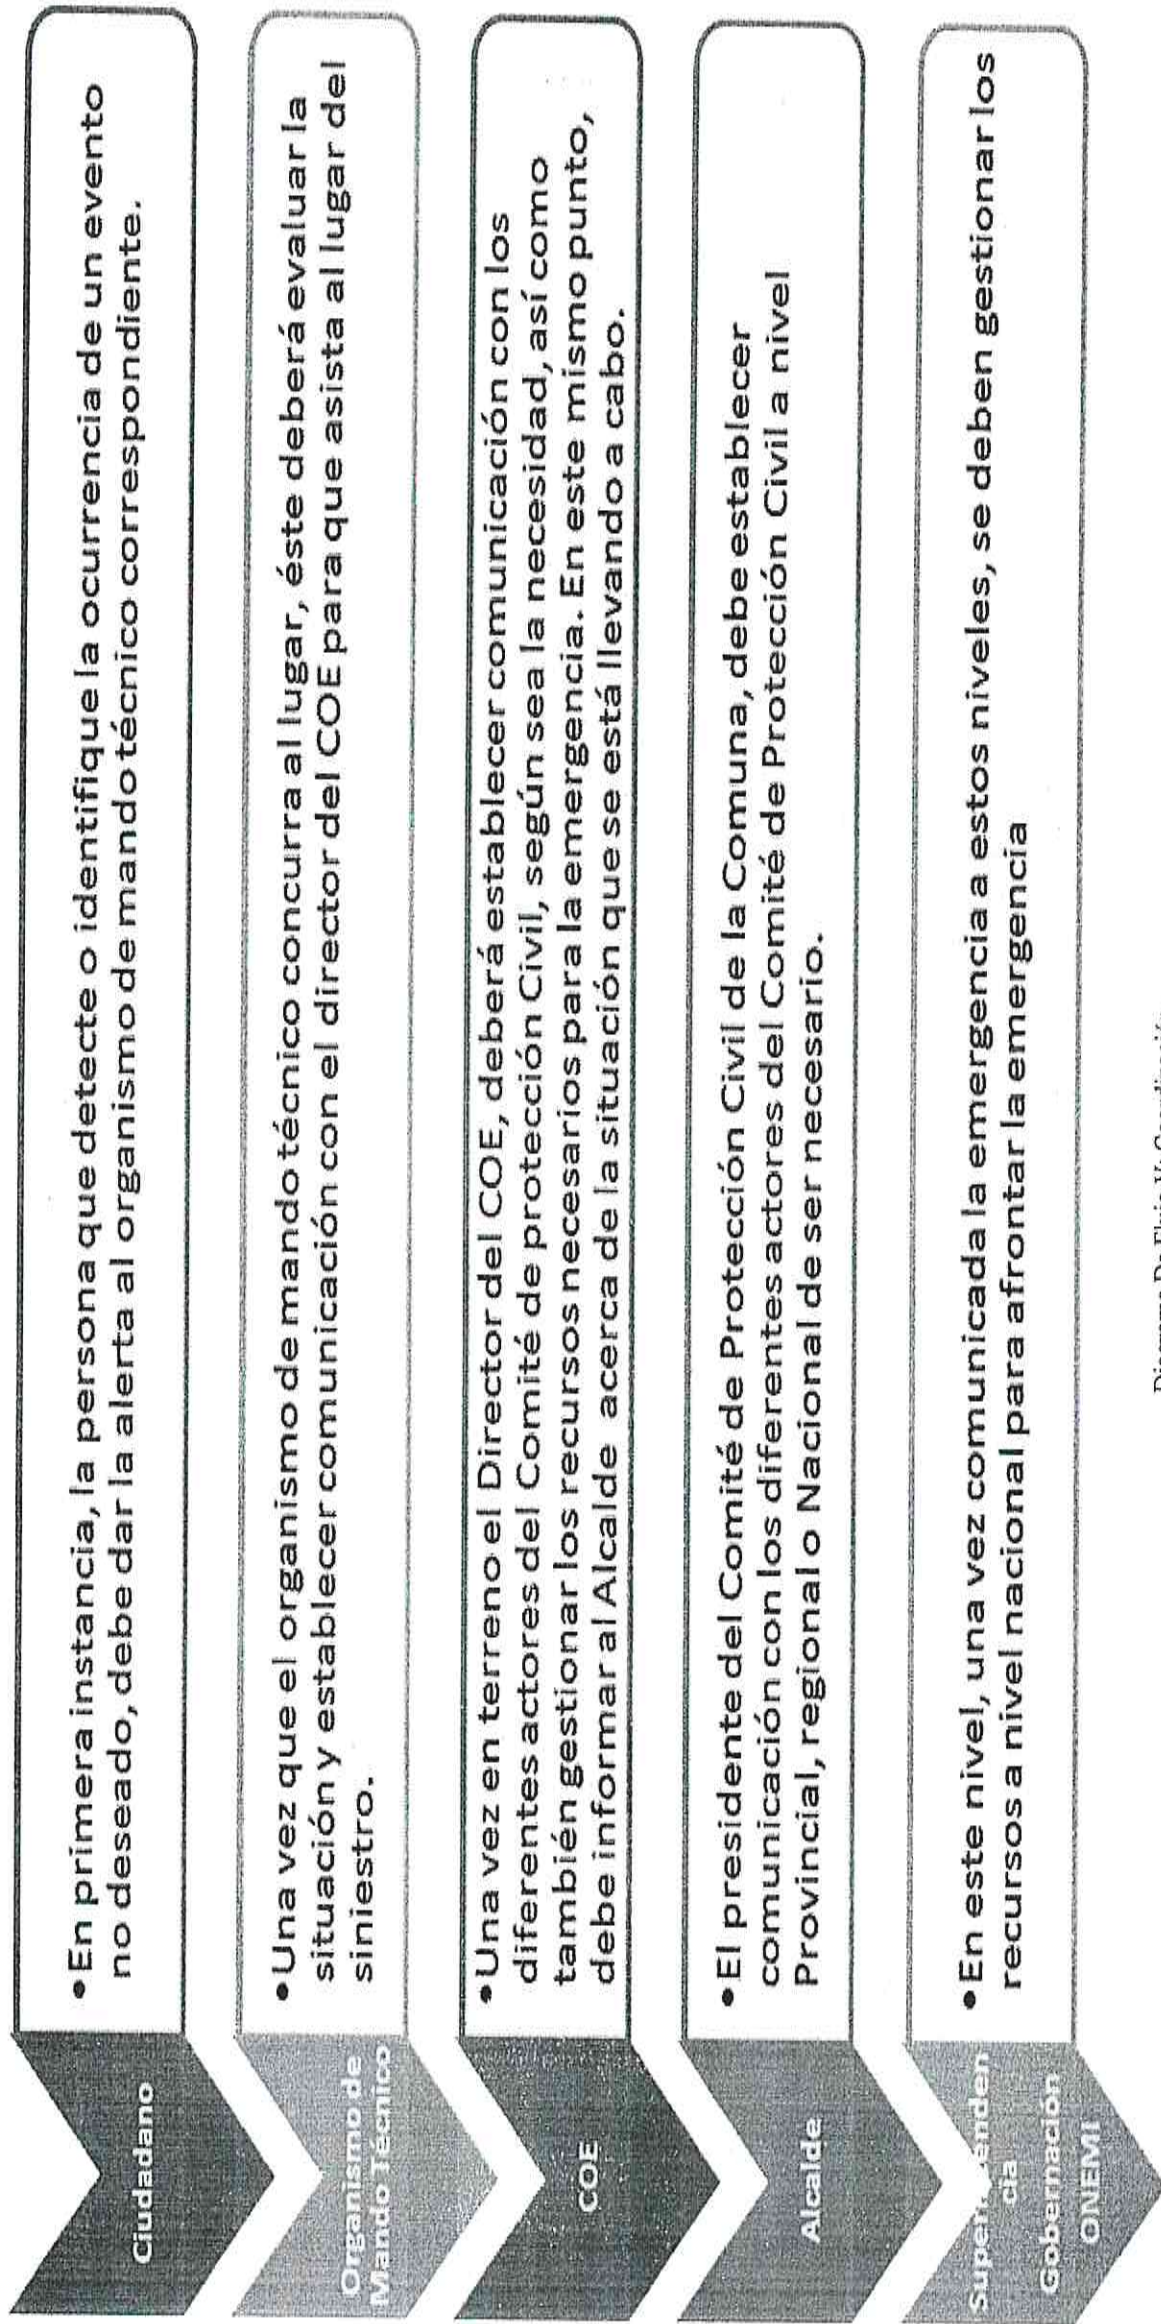 Ciudadano
•En primera instancia, la persona que detecte o identifique la ocurrencia de un evento
no deseado, debe dar la alerta al organismo de mando técnico correspondiente.
Organismo de
Mando Técnico
•Una vez que el organismo de mando técnico concurra al lugar, éste deberá evaluar la
situación y establecer comunicación con el director del COE para que asista al lugar del
siniestro.
COE
•Una vez en terreno el Director del COE, deberá establecer comunicación con los
diferentes actores del Comité de protección Civil, según sea la necesidad, así como
también gestionar los recursos necesarios para la emergencia. En este mismo punto,
debe informar al Alcalde acerca de la situación que se está llevando a cabo.
Alcalde
•El presidente del Comité de Protección Civil de la Comuna, debe establecer
comunicación con los diferentes actores del Comité de Protección Civil a nivel
Provincial, regional o Nacional de ser necesario.
Superintenden
cia
Gobernación
ONEMI
•En este nivel, una vez comunicada la emergencia a estos niveles, se deben gestionar los
recursos a nivel nacional para afrontar la emergencia